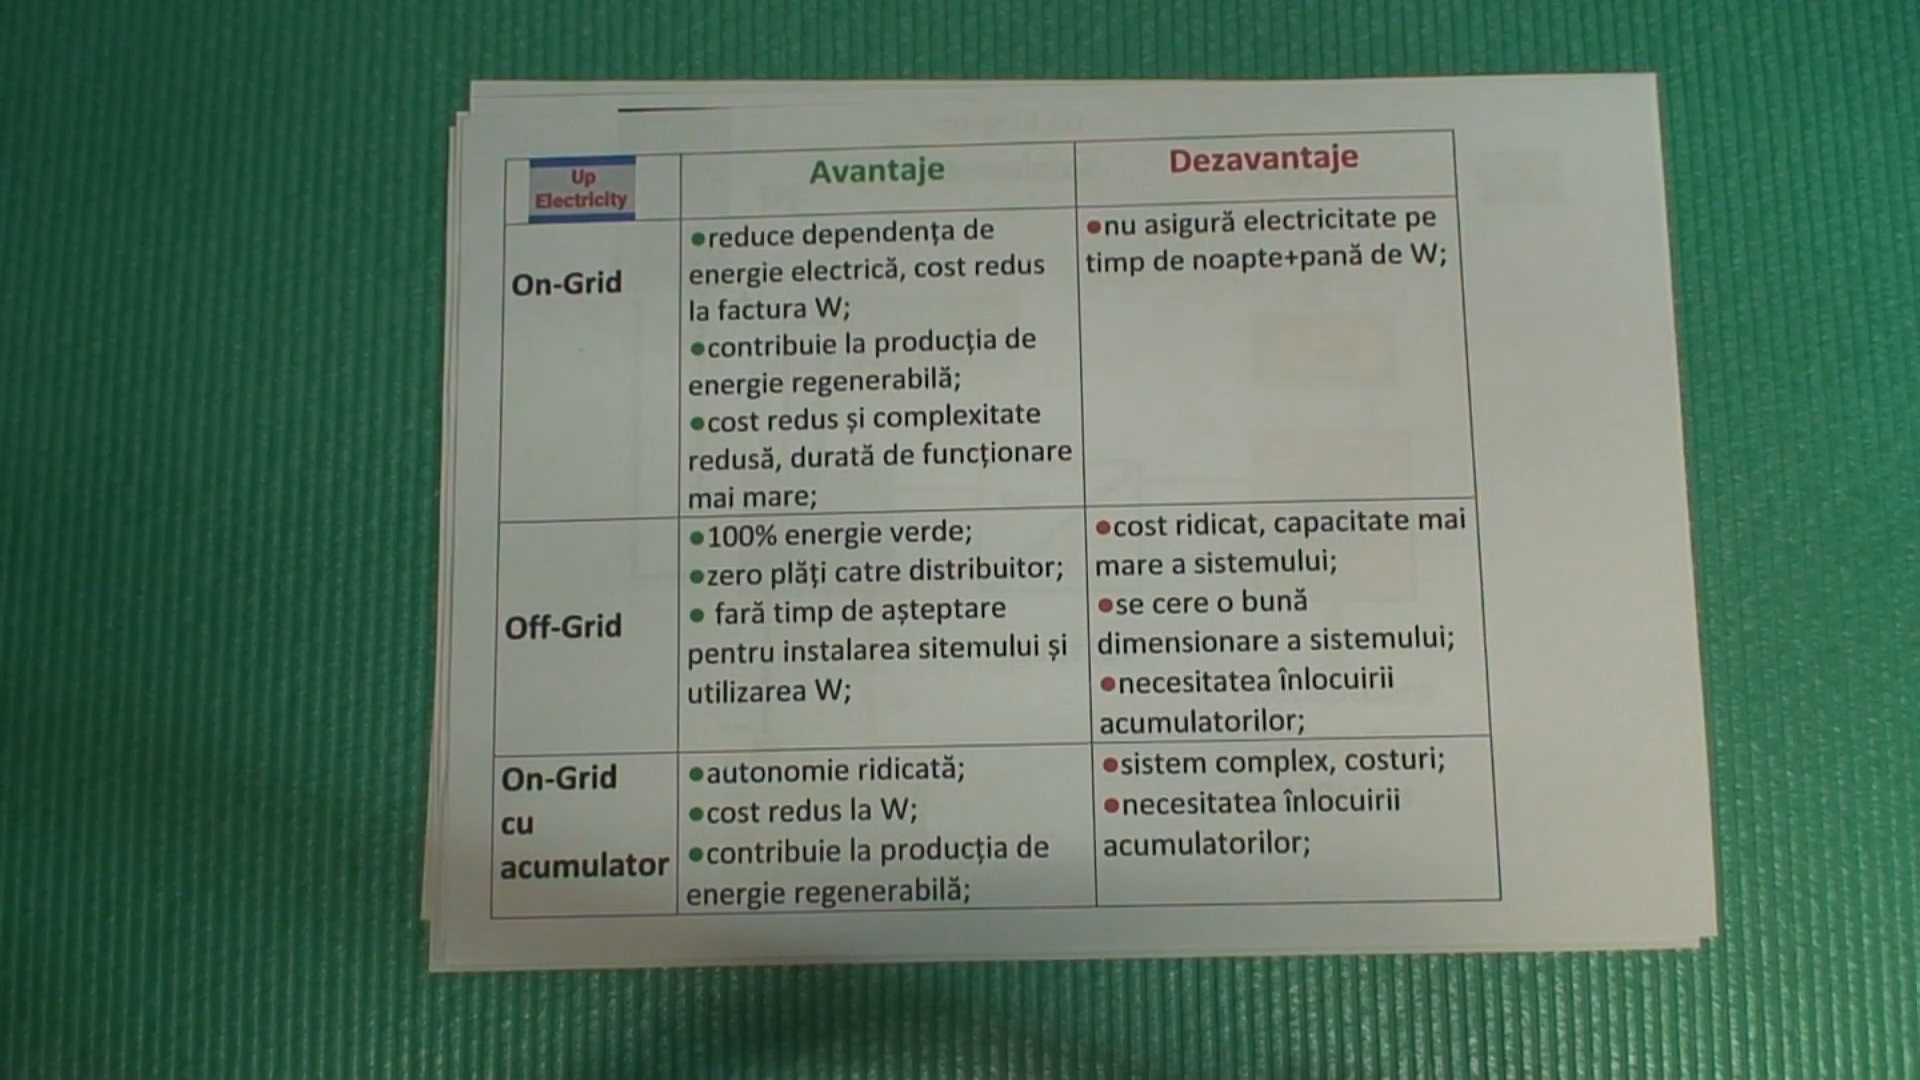 Up
Electricity
Avantaje
Dezavantaje
On-Grid
●reduce dependența de
energie electrică, cost redus
la factura W;
●contribuie la producția de
energie regenerabilă;
●cost redus și complexitate
redusă, durată de funcționare
mai mare;
●nu asigură electricitate pe
timp de noapte+pană de W;
Off-Grid
●100% energie verde;
●zero plăți catre distribuitor;
● fară timp de așteptare
pentru instalarea sitemului și
utilizarea W;
●cost ridicat, capacitate mai
mare a sistemului;
●se cere o bună
dimensionare a sistemului;
●necesitatea înlocuirii
acumulatorilor;
On-Grid
cu
acumulator
●autonomie ridicată;
●cost redus la W;
●contribuie la producția de
energie regenerabilă;
●sistem complex, costuri;
●necesitatea înlocuirii
acumulatorilor;